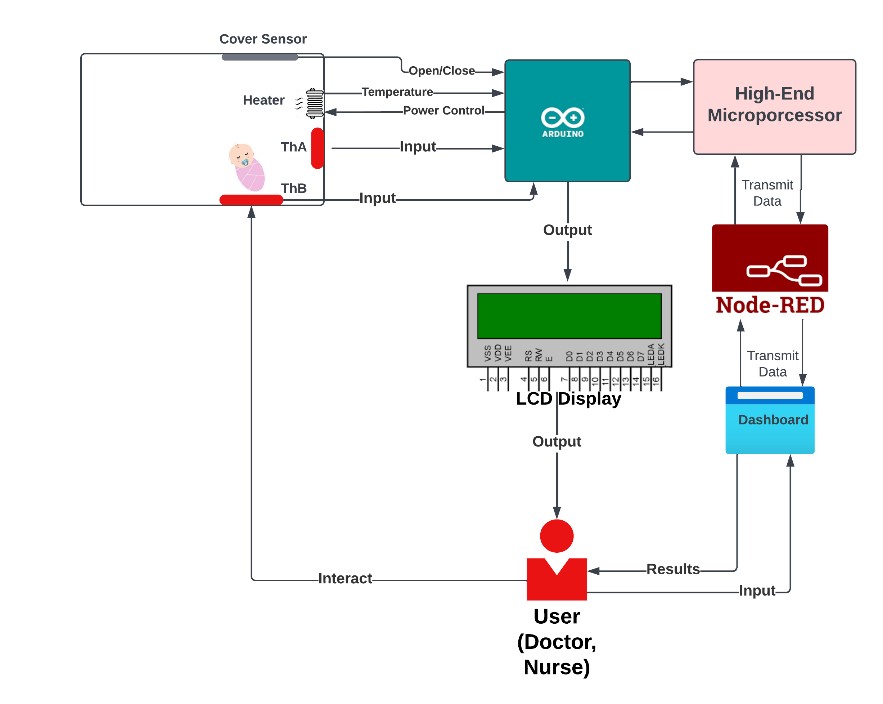 Cover Sensor
Open/Close
Heater
Temperature
Power Control
ThA
Input
ThB
Input
ARDUINO
High-End
Microporcessor
Transmit
Data
Output
Node-RED
VSS
VDD
VEE
RS
RW
E
D0
D1
D2
D3
D4
D5
D6
D7
LEDA
LEDK
1
2
3
4
5
6
7
8
9
10
11
12
13
14
15
16
LCD Display
Transmit
Data
Dashboard
Output
Interact
Results
Input
User
(Doctor,
Nurse)